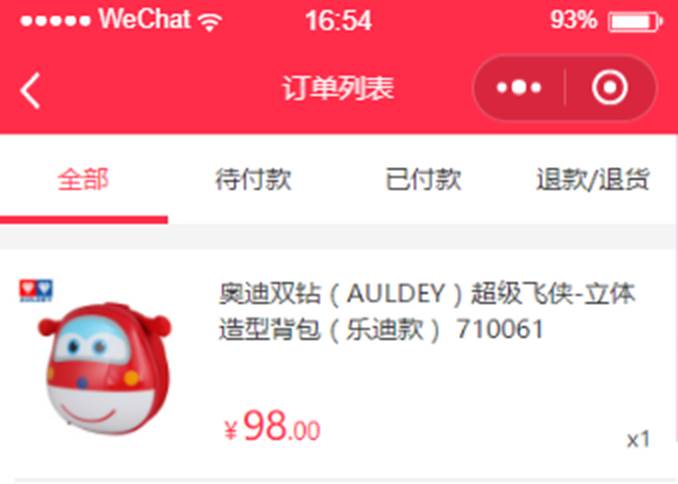 WeChat 16:54 93%
订单列表
全部 待付款 已付款 退款/退货
AULDEY
奥迪双钻（AULDEY）超级飞侠-立体
造型背包（乐迪款） 710061
¥98.00
x1